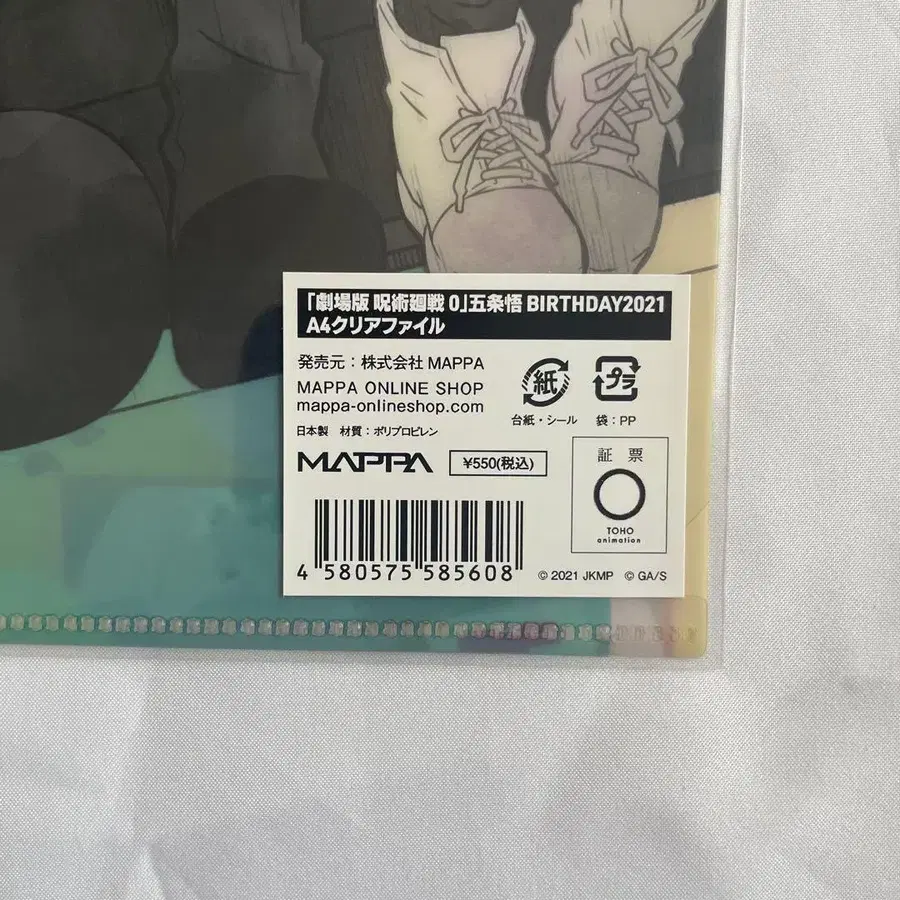 「劇場版 呪術廻戦 0」五条悟 BIRTHDAY2021
A4クリアファイル
発売元：株式会社 MAPPA
MAPPA ONLINE SHOP
mappa-onlineshop.com
紙
台紙・シール
プラ
袋：PP
日本製　材質：ポリプロピレン
MAPPA
¥550(税込)
証 票
TOHO
animation
4 580575 585608
© 2021 JKMP © GA/S